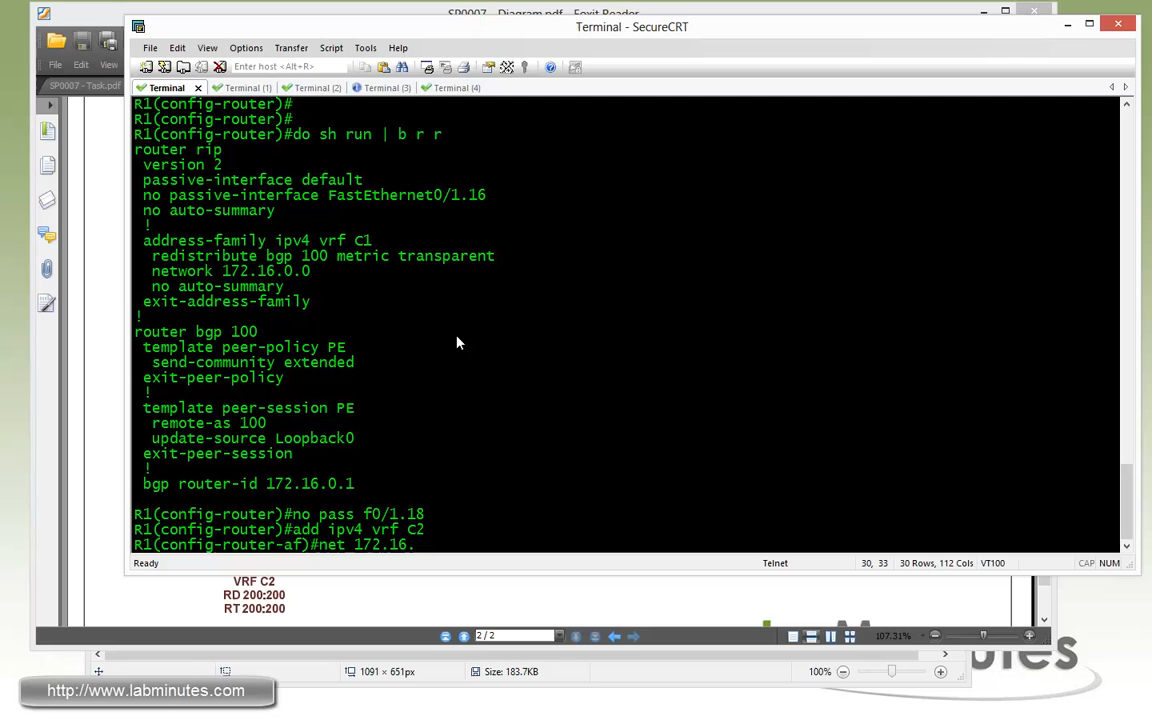 SP0007 - Diagram.pdf - Foxit Reader
Terminal - SecureCRT
File Edit View Options Transfer Script Tools Help
File Edit View
Enter host <Alt+R>
SP0007 - Task.pdf
Terminal Terminal (1) Terminal (2) Terminal (3) Terminal (4)
R1(config-router)#
R1(config-router)#
R1(config-router)#do sh run | b r r
router rip
version 2
passive-interface default
no passive-interface FastEthernet0/1.16
no auto-summary
!
address-family ipv4 vrf C1
redistribute bgp 100 metric transparent
network 172.16.0.0
no auto-summary
exit-address-family
!
router bgp 100
template peer-policy PE
send-community extended
exit-peer-policy
!
template peer-session PE
remote-as 100
update-source Loopback0
exit-peer-session
!
bgp router-id 172.16.0.1
R1(config-router)#no pass f0/1.18
R1(config-router)#add ipv4 vrf C2
R1(config-router-af)#net 172.16.
Ready Telnet 30, 33 30 Rows, 112 Cols VT100 CAP NUM
VRF C2
RD 200:200
RT 200:200
2 / 2 107.31%
1091 × 651px Size: 183.7KB 100%
http://www.labminutes.com